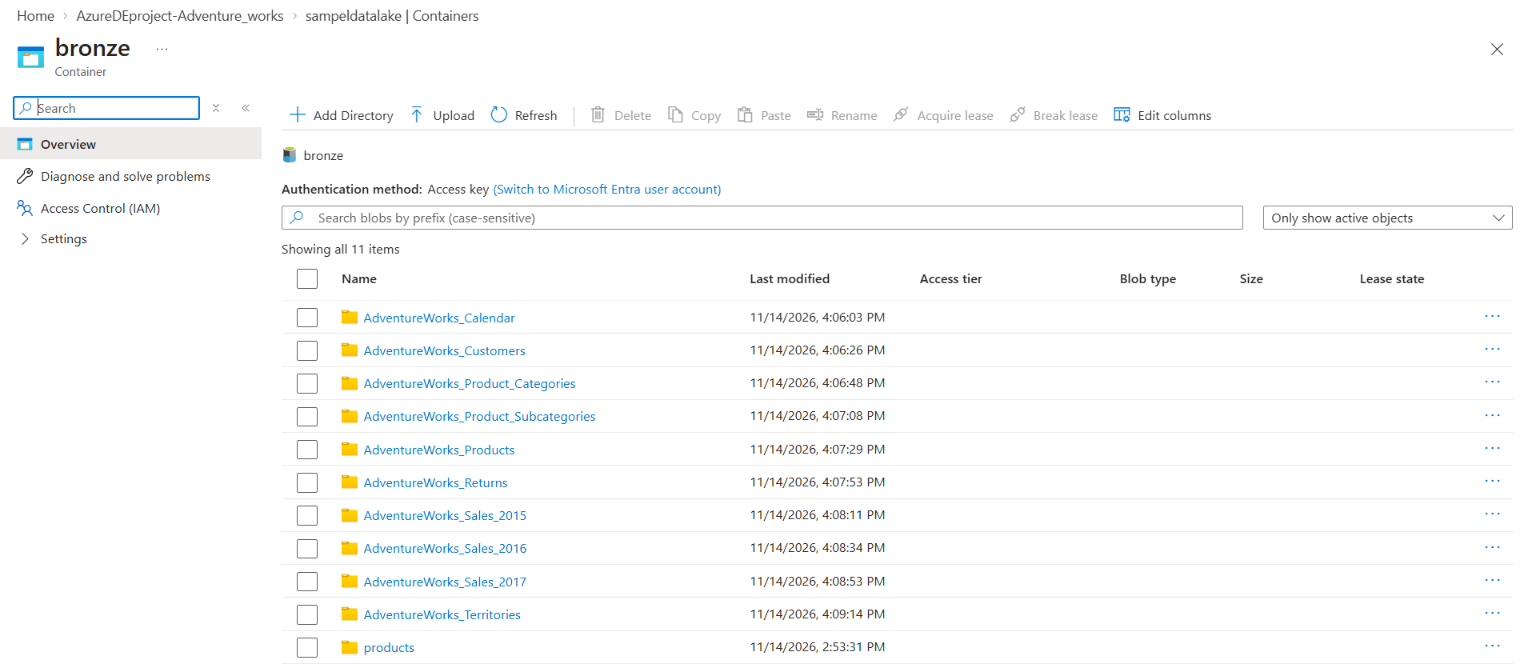 Home > AzureDEproject-Adventure_works > sampeldatalake | Containers
bronze ...
Container
Search
Overview
Diagnose and solve problems
Access Control (IAM)
Settings
Add Directory Upload Refresh Delete Copy Paste Rename Acquire lease Break lease Edit columns
bronze
Authentication method: Access key (Switch to Microsoft Entra user account)
Search blobs by prefix (case-sensitive) Only show active objects
Showing all 11 items
Name Last modified Access tier Blob type Size Lease state
AdventureWorks_Calendar 11/14/2026, 4:06:03 PM ...
AdventureWorks_Customers 11/14/2026, 4:06:26 PM ...
AdventureWorks_Product_Categories 11/14/2026, 4:06:48 PM ...
AdventureWorks_Product_Subcategories 11/14/2026, 4:07:08 PM ...
AdventureWorks_Products 11/14/2026, 4:07:29 PM ...
AdventureWorks_Returns 11/14/2026, 4:07:53 PM ...
AdventureWorks_Sales_2015 11/14/2026, 4:08:11 PM ...
AdventureWorks_Sales_2016 11/14/2026, 4:08:34 PM ...
AdventureWorks_Sales_2017 11/14/2026, 4:08:53 PM ...
AdventureWorks_Territories 11/14/2026, 4:09:14 PM ...
products 11/14/2026, 2:53:31 PM ...